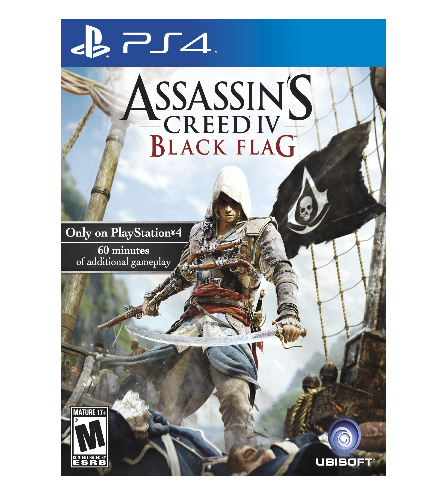 PS4
ASSASSIN'S
CREED IV
BLACK FLAG
Only on PlayStation®4
60 minutes
of additional gameplay
MATURE 17+
M
ESRB
UBISOFT